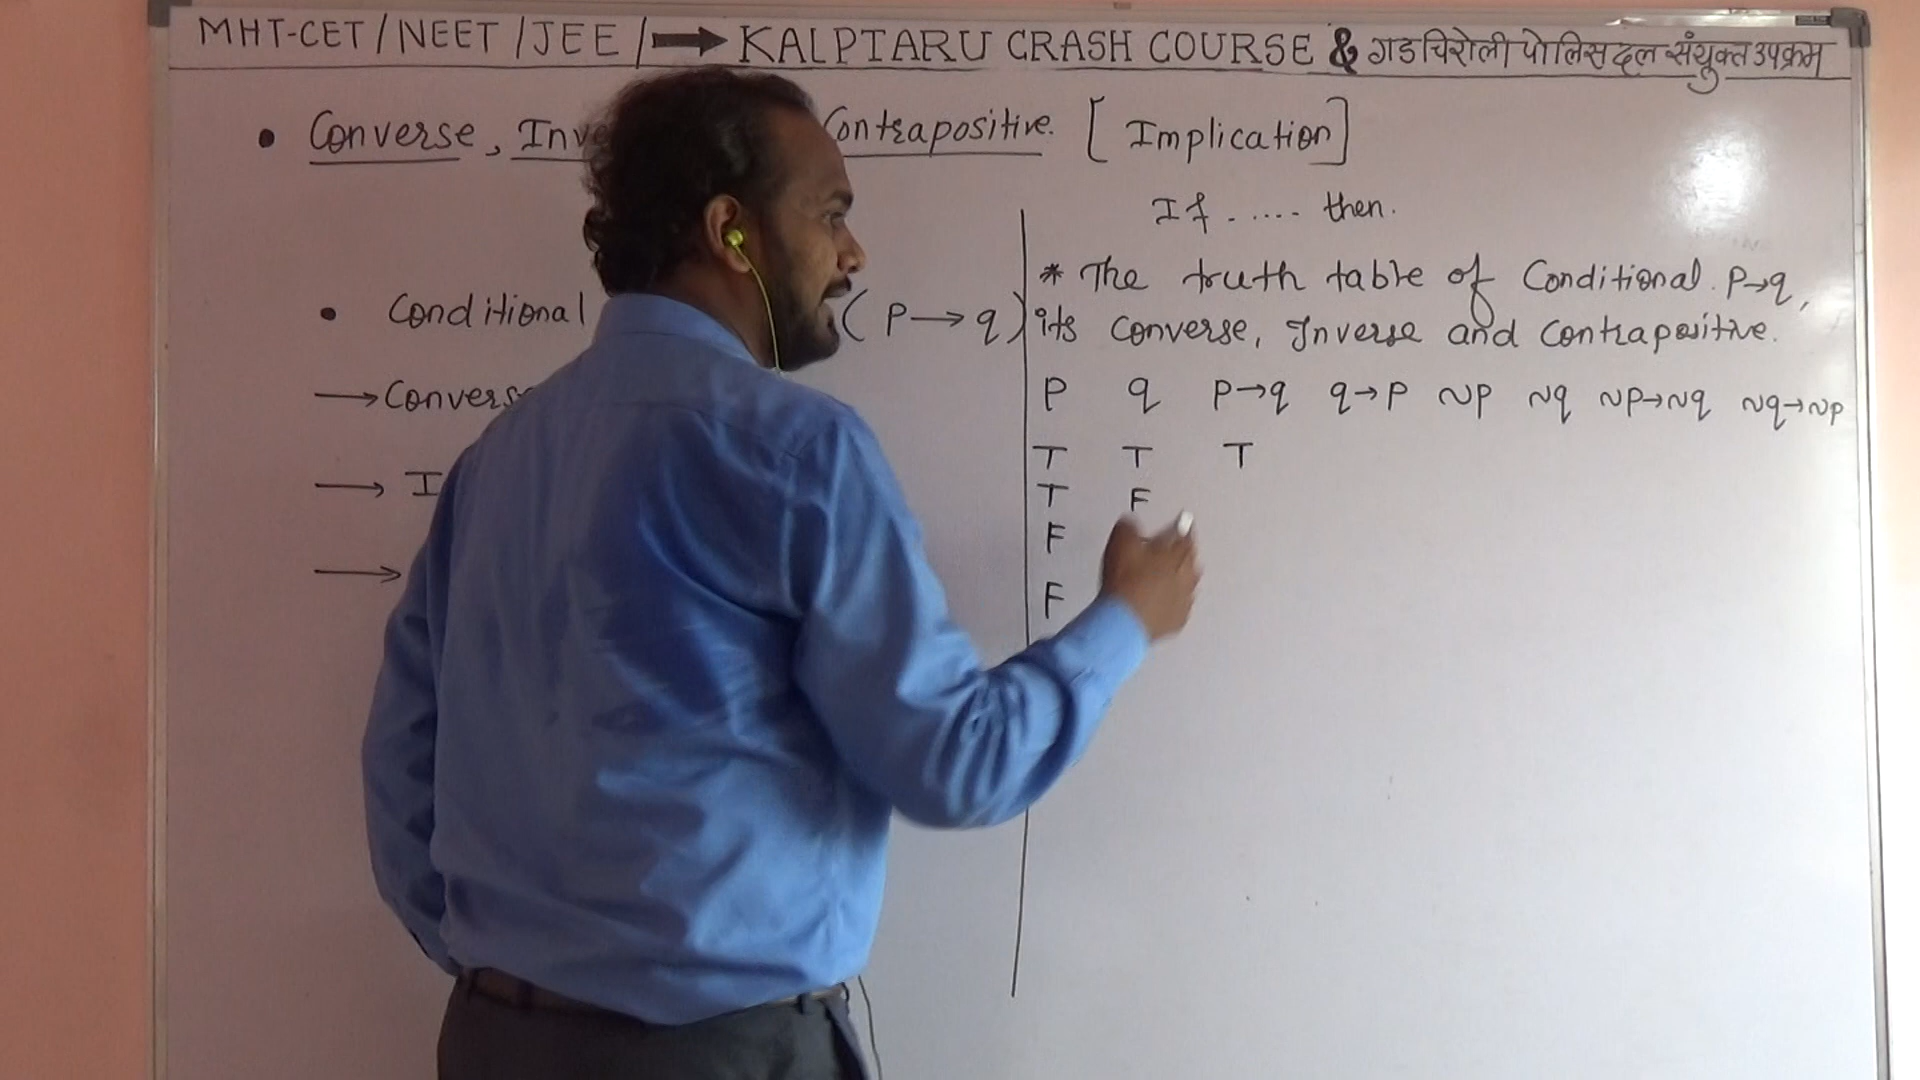 MHT-CET / NEET / JEE / → KALPTARU CRASH COURSE & गडचिरोली पोलिस दल संयुक्त उपक्रम
• Converse, Inve Contrapositive. [Implication]
• Conditional (p → q)
→ Converse
→ I
→
If ..... then.
* The truth table of Conditional. p→q,
its converse, Inverse and contrapositive.
p q p→q q→p ~p ~q ~p→~q ~q→~p
T T T
T F
F
F